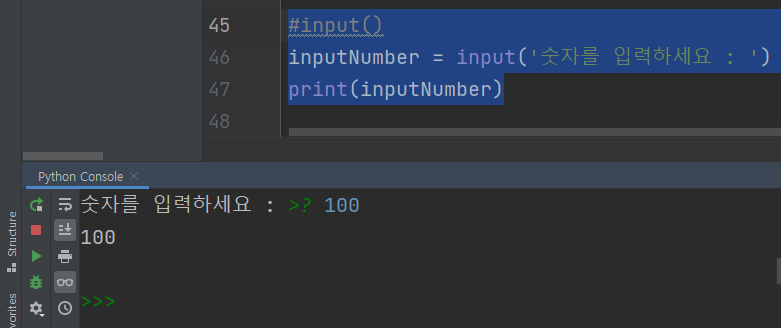 45 #input()
46 inputNumber = input('숫자를 입력하세요 : ')
47 print(inputNumber)
48
Python Console ×
숫자를 입력하세요 : >? 100
100
>>>
Structure
vorites